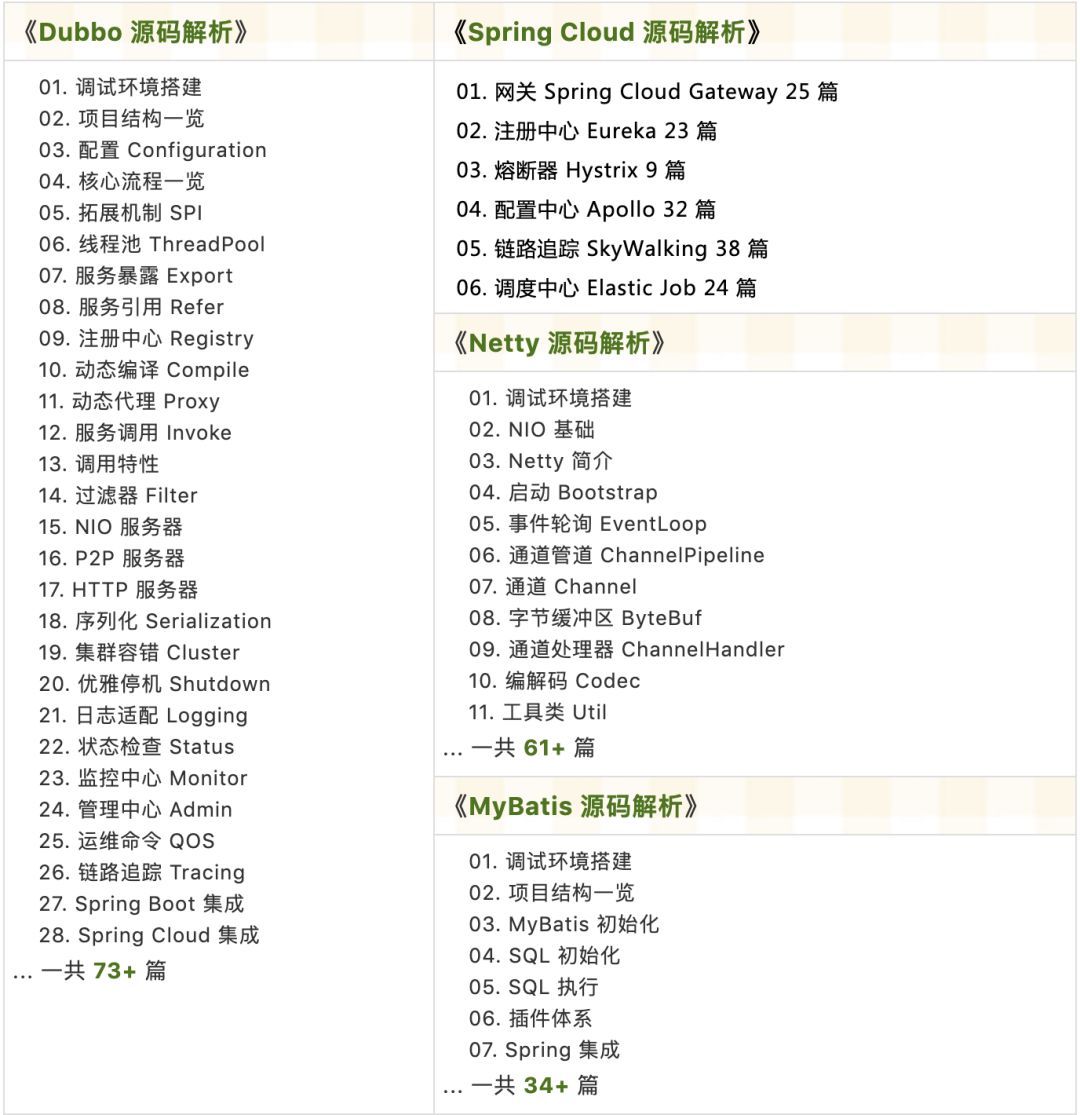 《Dubbo 源码解析》
01. 调试环境搭建
02. 项目结构一览
03. 配置 Configuration
04. 核心流程一览
05. 拓展机制 SPI
06. 线程池 ThreadPool
07. 服务暴露 Export
08. 服务引用 Refer
09. 注册中心 Registry
10. 动态编译 Compile
11. 动态代理 Proxy
12. 服务调用 Invoke
13. 调用特性
14. 过滤器 Filter
15. NIO 服务器
16. P2P 服务器
17. HTTP 服务器
18. 序列化 Serialization
19. 集群容错 Cluster
20. 优雅停机 Shutdown
21. 日志适配 Logging
22. 状态检查 Status
23. 监控中心 Monitor
24. 管理中心 Admin
25. 运维命令 QOS
26. 链路追踪 Tracing
27. Spring Boot 集成
28. Spring Cloud 集成
... 一共 73+ 篇
《Spring Cloud 源码解析》
01. 网关 Spring Cloud Gateway 25 篇
02. 注册中心 Eureka 23 篇
03. 熔断器 Hystrix 9 篇
04. 配置中心 Apollo 32 篇
05. 链路追踪 SkyWalking 38 篇
06. 调度中心 Elastic Job 24 篇
《Netty 源码解析》
01. 调试环境搭建
02. NIO 基础
03. Netty 简介
04. 启动 Bootstrap
05. 事件轮询 EventLoop
06. 通道管道 ChannelPipeline
07. 通道 Channel
08. 字节缓冲区 ByteBuf
09. 通道处理器 ChannelHandler
10. 编解码 Codec
11. 工具类 Util
... 一共 61+ 篇
《MyBatis 源码解析》
01. 调试环境搭建
02. 项目结构一览
03. MyBatis 初始化
04. SQL 初始化
05. SQL 执行
06. 插件体系
07. Spring 集成
... 一共 34+ 篇